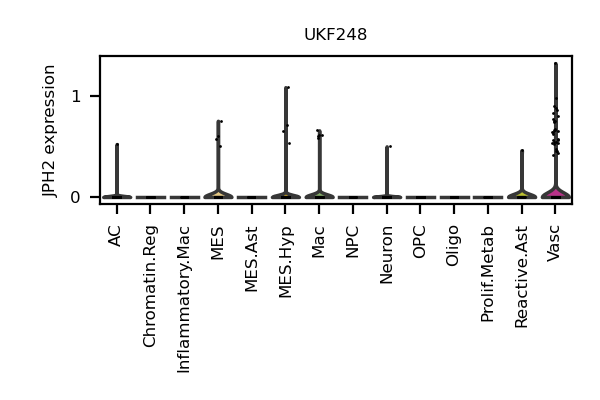 UKF248
JPH2 expression
1
0
AC
Chromatin.Reg
Inflammatory.Mac
MES
MES.Ast
MES.Hyp
Mac
NPC
Neuron
OPC
Oligo
Prolif.Metab
Reactive.Ast
Vasc